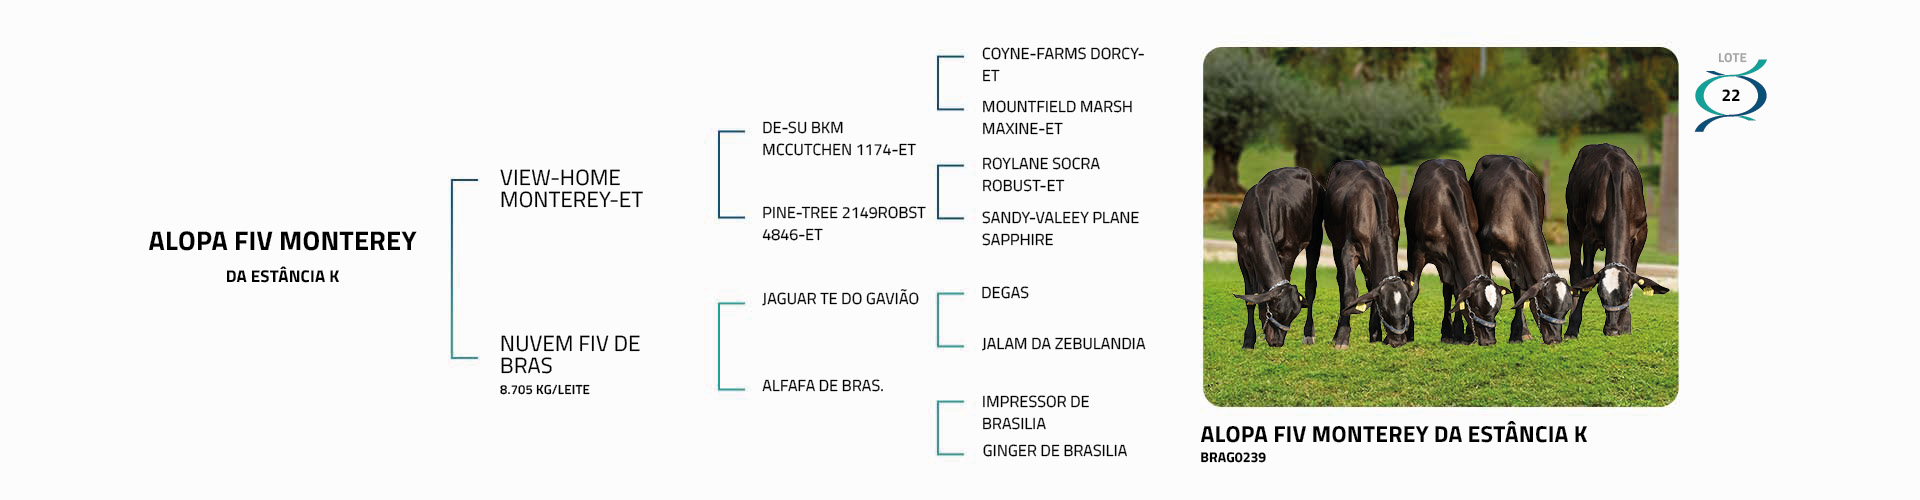 ALOPA FIV MONTEREY
DA ESTÂNCIA K
VIEW-HOME
MONTEREY-ET
NUVEM FIV DE
BRAS
8.705 KG/LEITE
DE-SU BKM
MCCUTCHEN 1174-ET
PINE-TREE 2149ROBST
4846-ET
JAGUAR TE DO GAVIÃO
ALFAFA DE BRAS.
COYNE-FARMS DORCY-
ET
MOUNTFIELD MARSH
MAXINE-ET
ROYLANE SOCRA
ROBUST-ET
SANDY-VALEEY PLANE
SAPPHIRE
DEGAS
JALAM DA ZEBULANDIA
IMPRESSOR DE
BRASILIA
GINGER DE BRASILIA
LOTE
22
ALOPA FIV MONTEREY DA ESTÂNCIA K
BRAG0239